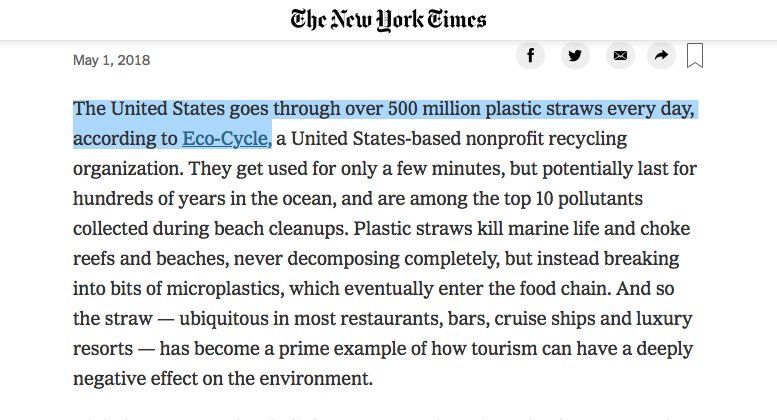 The New York Times
May 1, 2018
The United States goes through over 500 million plastic straws every day,
according to Eco-Cycle, a United States-based nonprofit recycling
organization. They get used for only a few minutes, but potentially last for
hundreds of years in the ocean, and are among the top 10 pollutants
collected during beach cleanups. Plastic straws kill marine life and choke
reefs and beaches, never decomposing completely, but instead breaking
into bits of microplastics, which eventually enter the food chain. And so
the straw — ubiquitous in most restaurants, bars, cruise ships and luxury
resorts — has become a prime example of how tourism can have a deeply
negative effect on the environment.